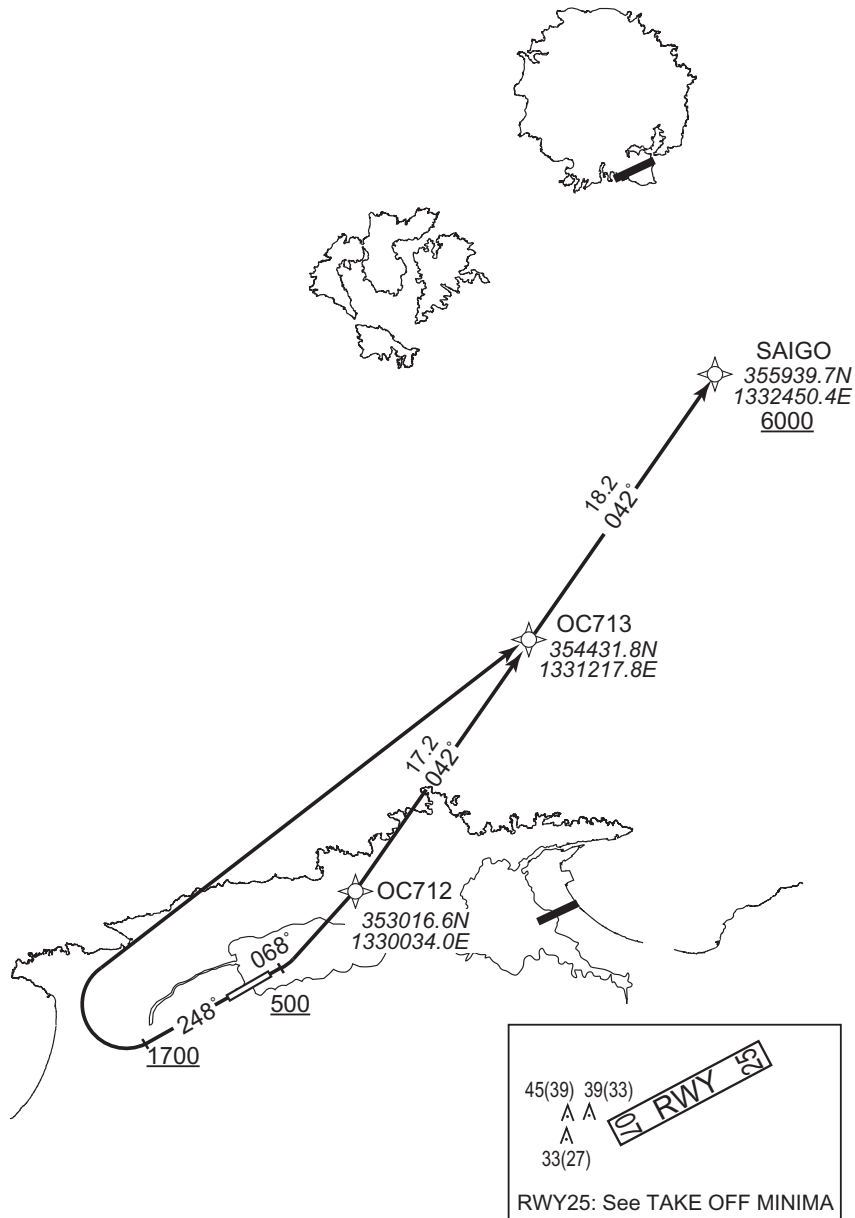 SAIGO
355939.7N
1332450.4E
6000
18.2
042°
OC713
354431.8N
1331217.8E
17.2
042°
OC712
353016.6N
1330034.0E
068°
248°
500
1700
45(39)
39(33)
33(27)
07 RWY 25
RWY25: See TAKE OFF MINIMA